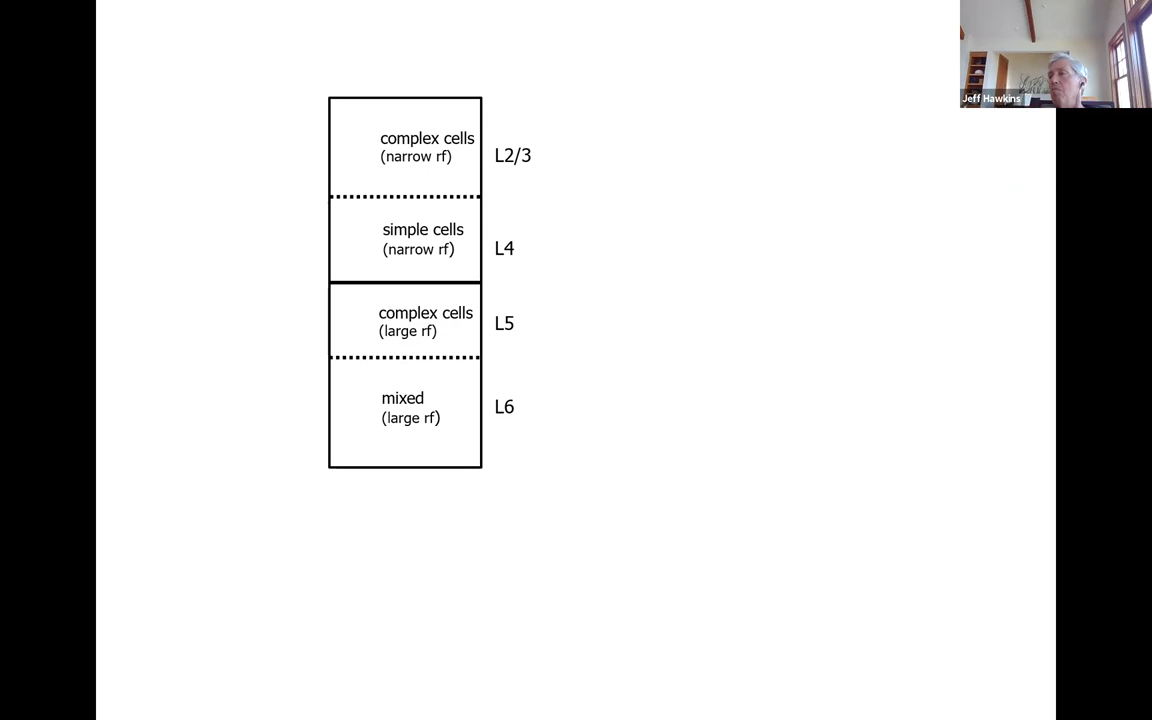 Jeff Hawkins
complex cells
(narrow rf)
L2/3
simple cells
(narrow rf)
L4
complex cells
(large rf)
L5
mixed
(large rf)
L6